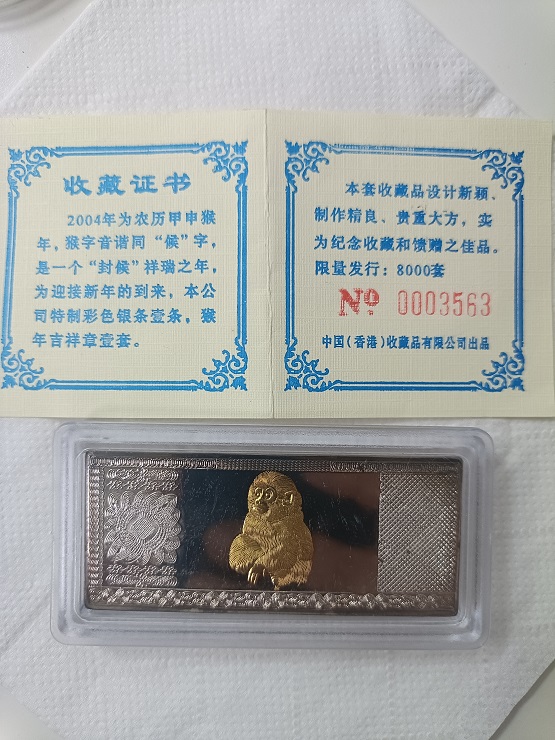 收藏证书
2004年为农历甲申猴
年,猴字音谐同“候”字,
是一个“封候”祥瑞之年,
为迎接新年的到来,本公
司特制彩色银条壹条,猴
年吉祥章壹套。
本套收藏品设计新颖、
制作精良、贵重大方,实
为纪念收藏和馈赠之佳品。
限量发行:8000套
No 0003563
中国(香港)收藏品有限公司出品